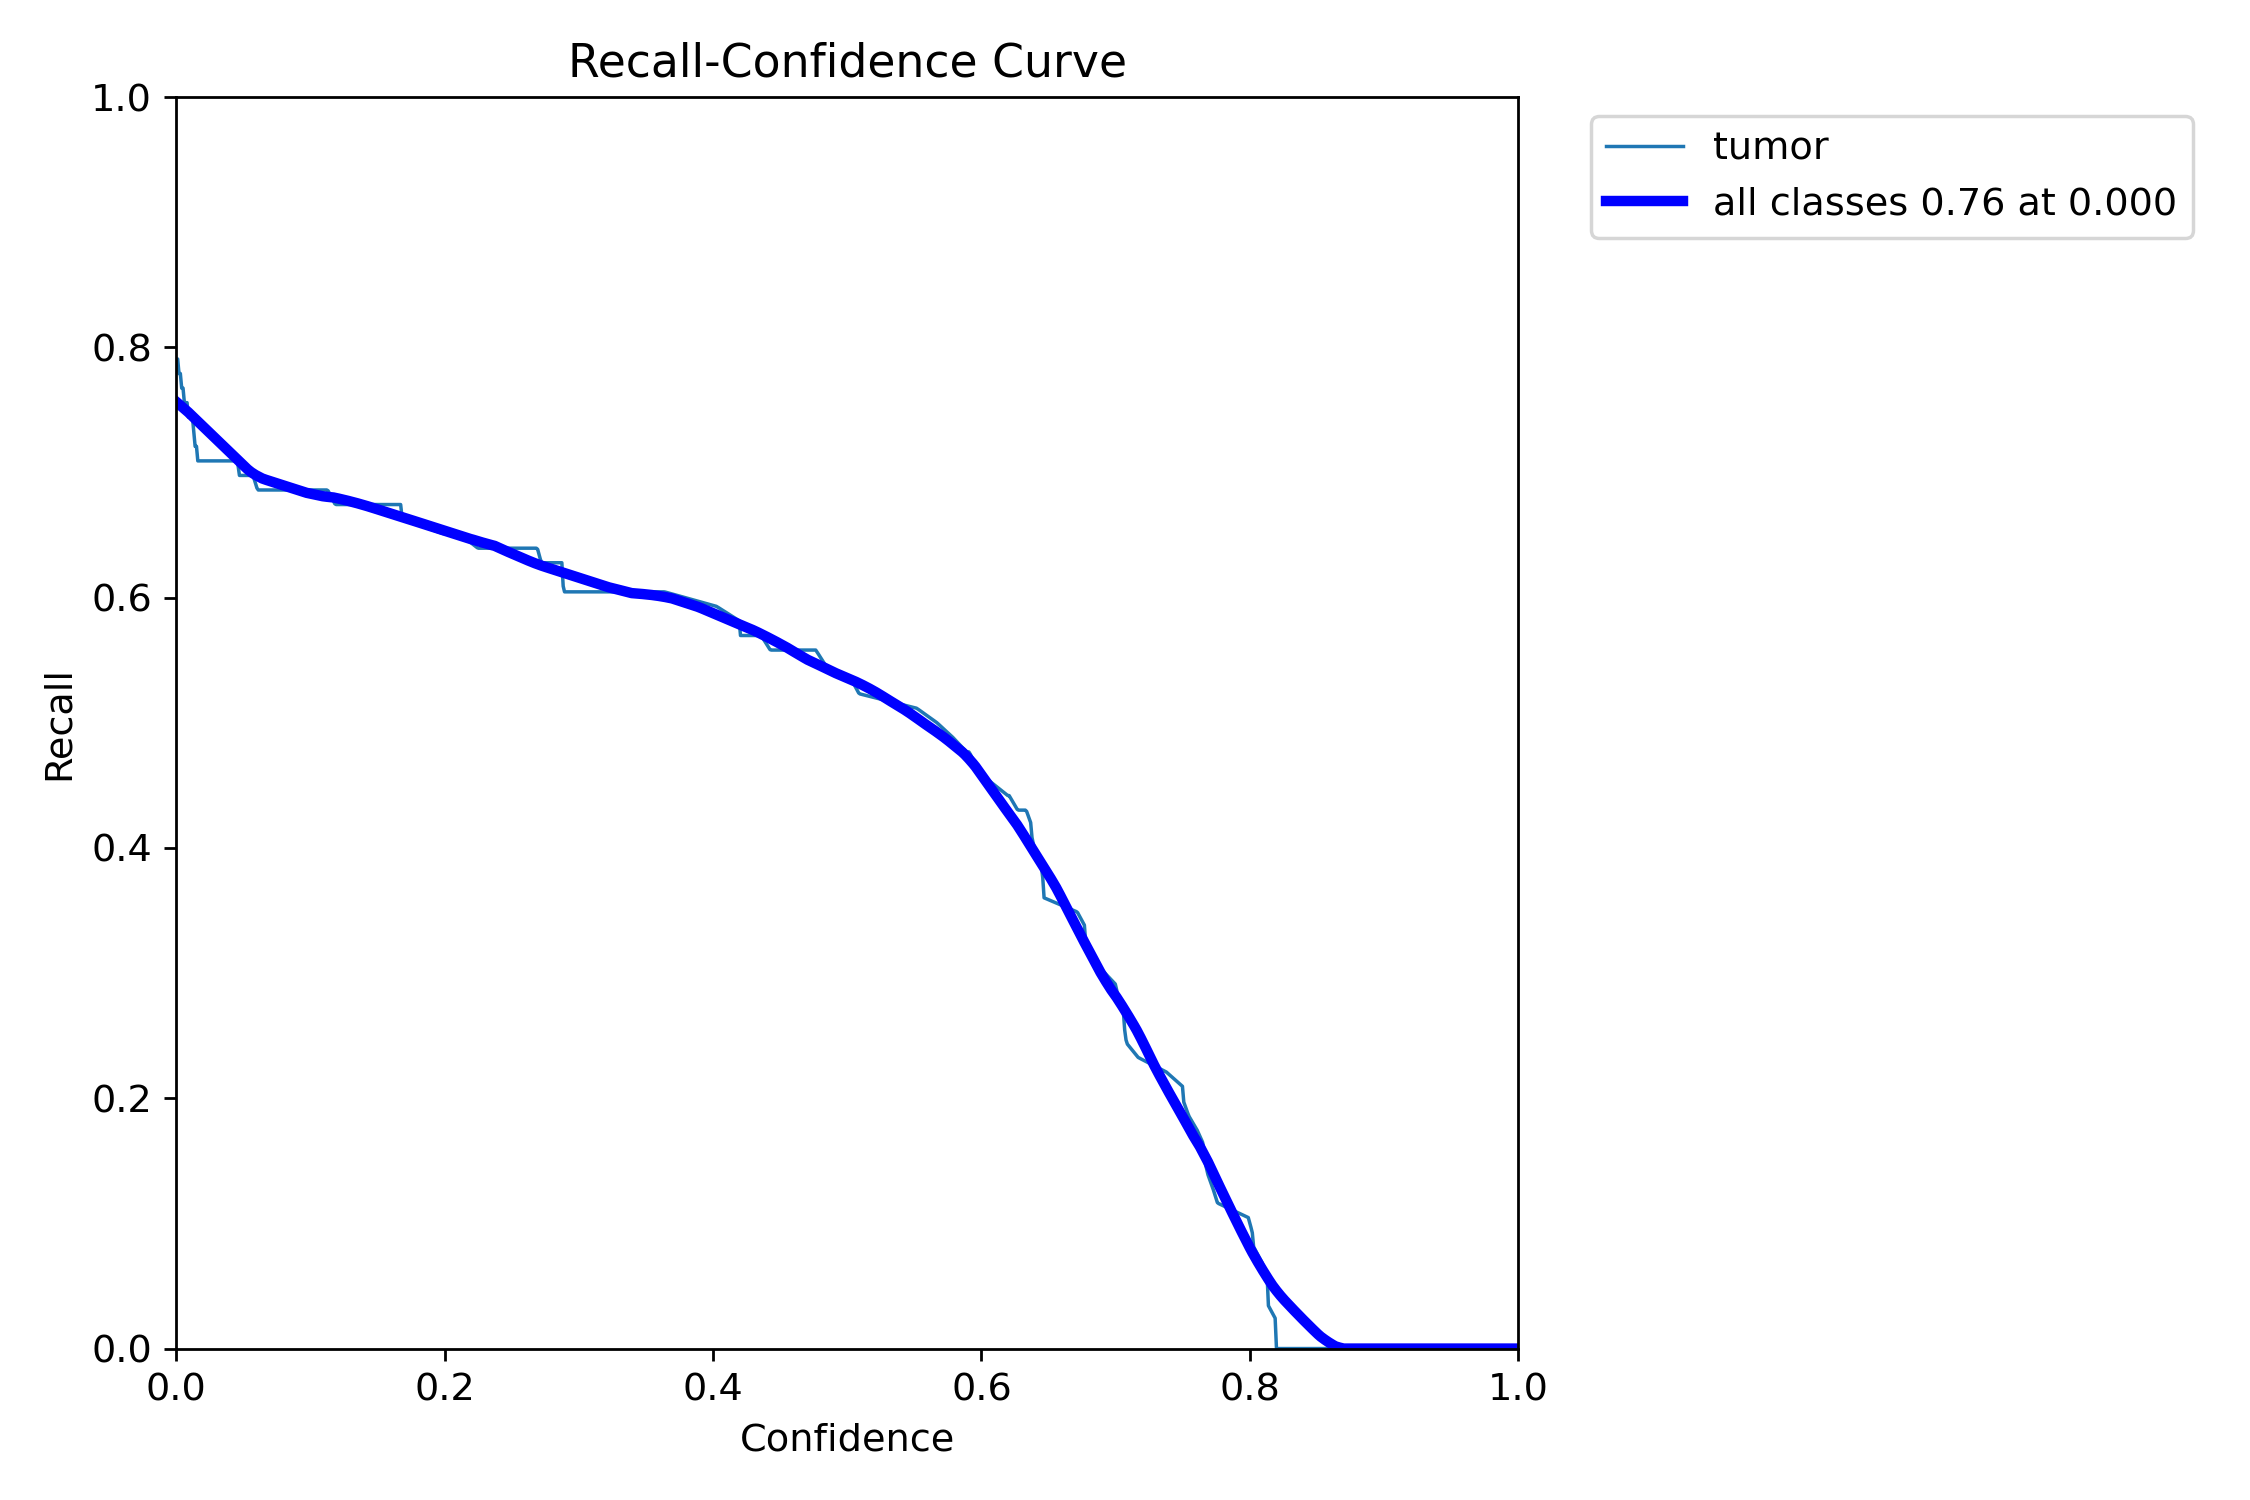 Recall-Confidence Curve
1.0
0.8
0.6
0.4
0.2
0.0
Recall
0.0 0.2 0.4 0.6 0.8 1.0
Confidence
tumor
all classes 0.76 at 0.000